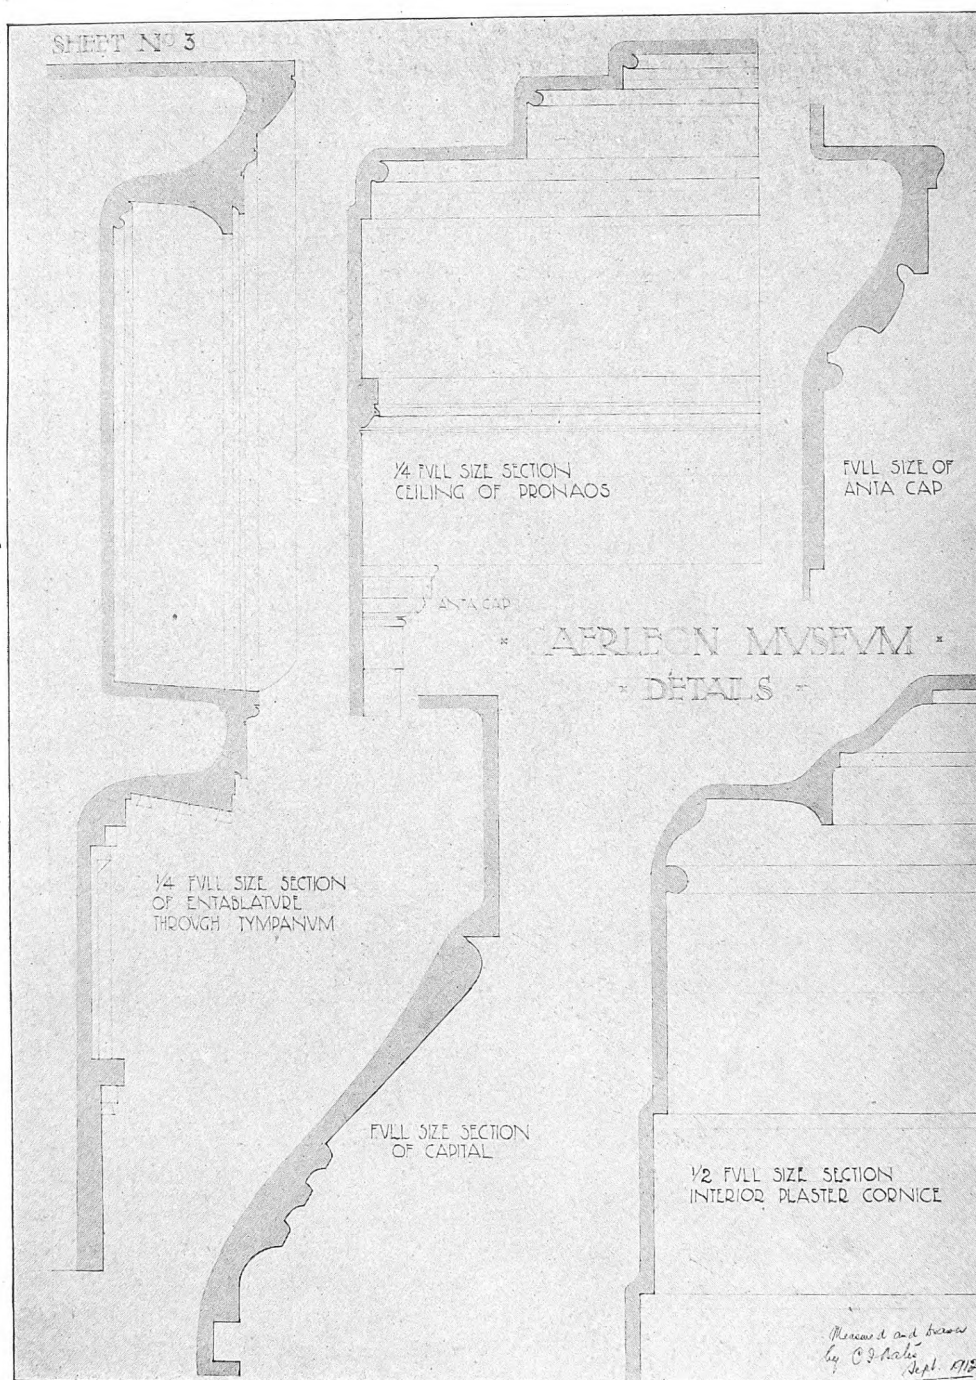 SHEET Nº 3
1/4 FVLL SIZE SECTION
CEILING OF PRONAOS
FVLL SIZE OF
ANTA CAP
ANTA CAP
* CAERLEON MVSEVM *
* DETAILS *
1/4 FVLL SIZE SECTION
OF ENTABLATVRE
THROVGH TYMPANVM
FVLL SIZE SECTION
OF CAPITAL
1/2 FVLL SIZE SECTION
INTERIOR PLASTER CORNICE
Measured and drawn
by C
Sept.